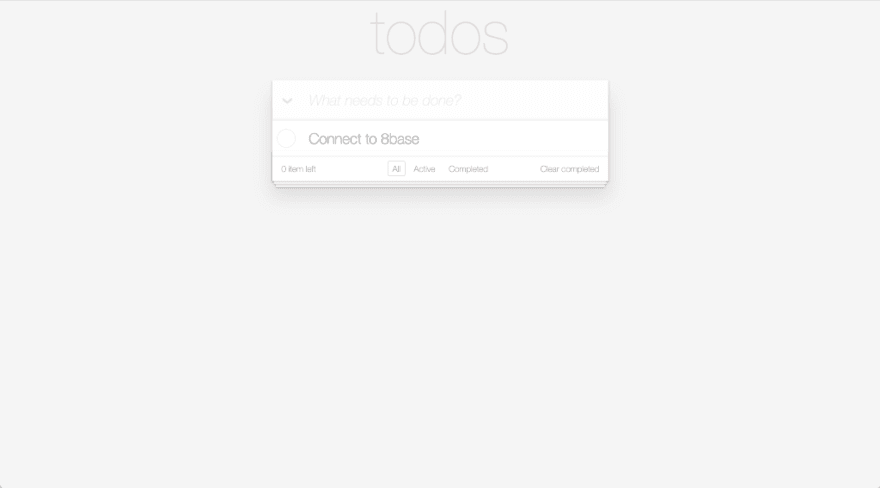 todos
What needs to be done?
Connect to 8base
0 item left All Active Completed Clear completed